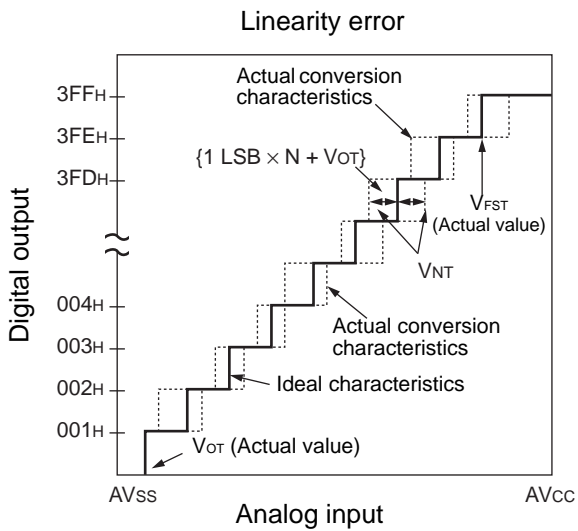 Linearity error
Actual conversion
characteristics
3FFH
3FEH
{1 LSB × N + VOT}
3FDH
VFST
(Actual value)
VNT
Digital output
004H
Actual conversion
characteristics
003H
Ideal characteristics
002H
001H
VOT (Actual value)
AVSS
AVCC
Analog input